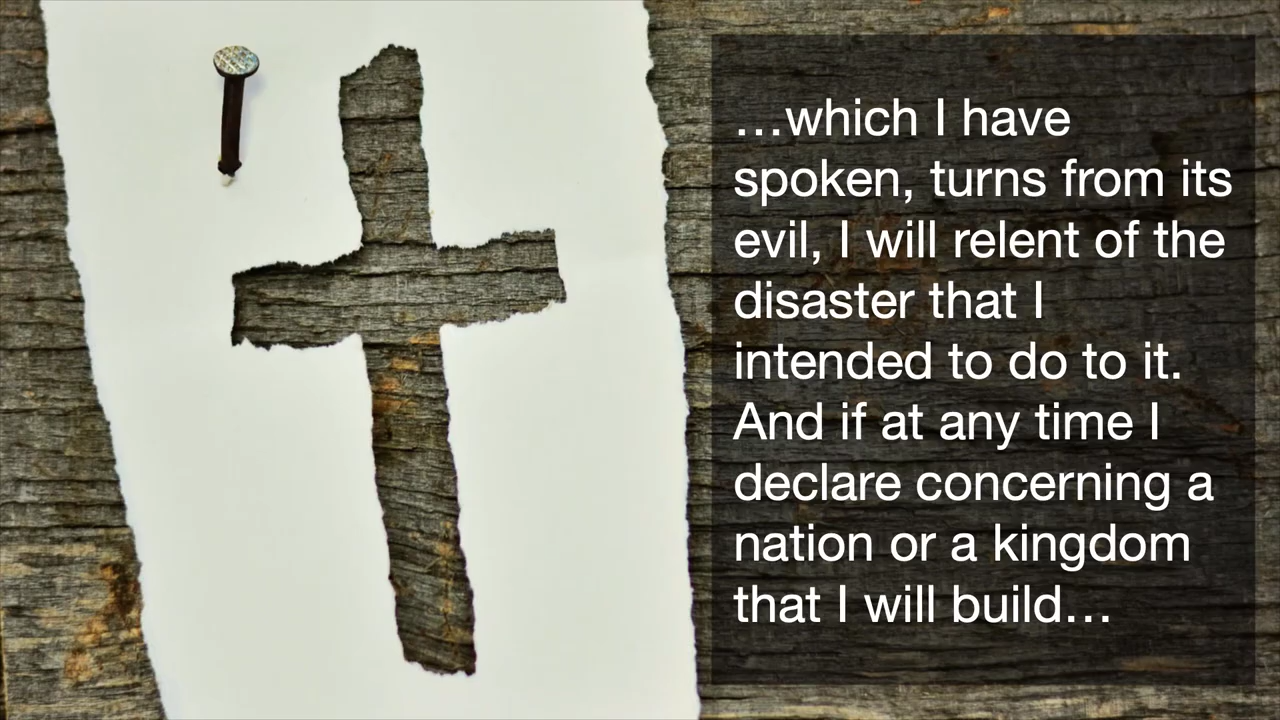 …which I have
spoken, turns from its
evil, I will relent of the
disaster that I
intended to do to it.
And if at any time I
declare concerning a
nation or a kingdom
that I will build…